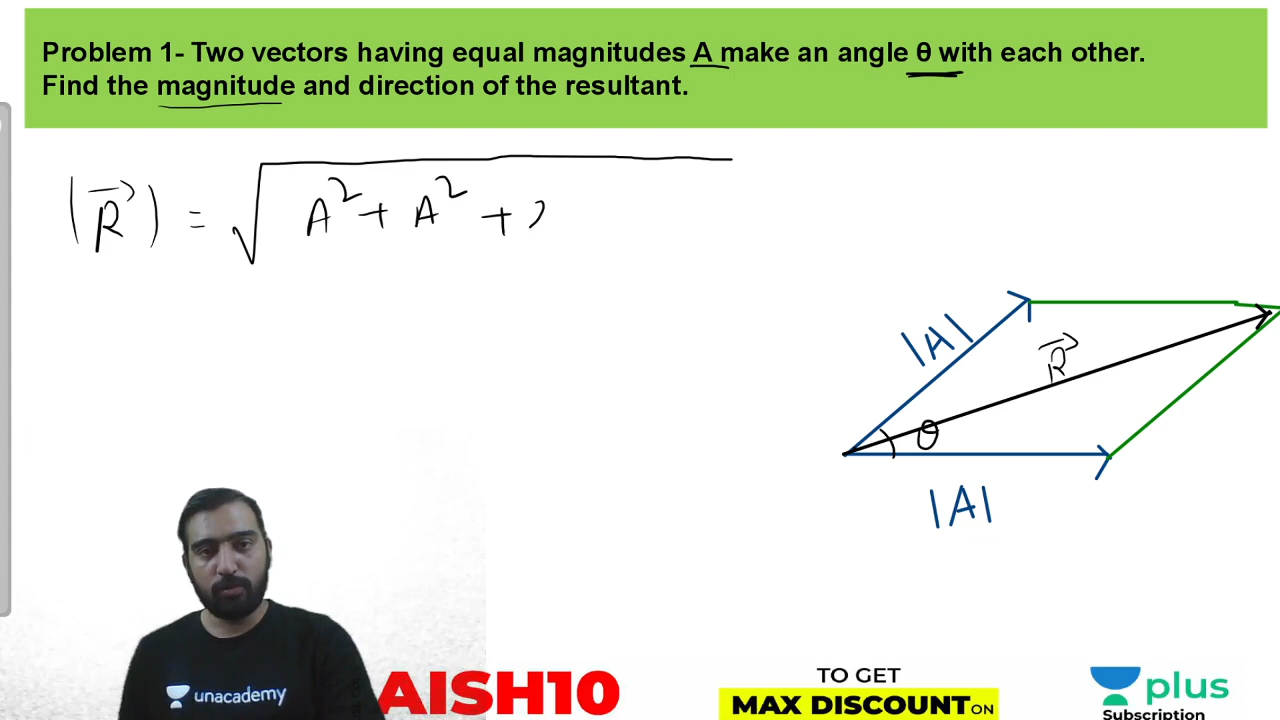 Problem 1- Two vectors having equal magnitudes A make an angle θ with each other.
Find the magnitude and direction of the resultant.
|R⃗| = √ A² + A² + 2
|A|
R⃗
θ
|A|
unacademy
AISH10
TO GET
MAX DISCOUNT ON
plus
Subscription